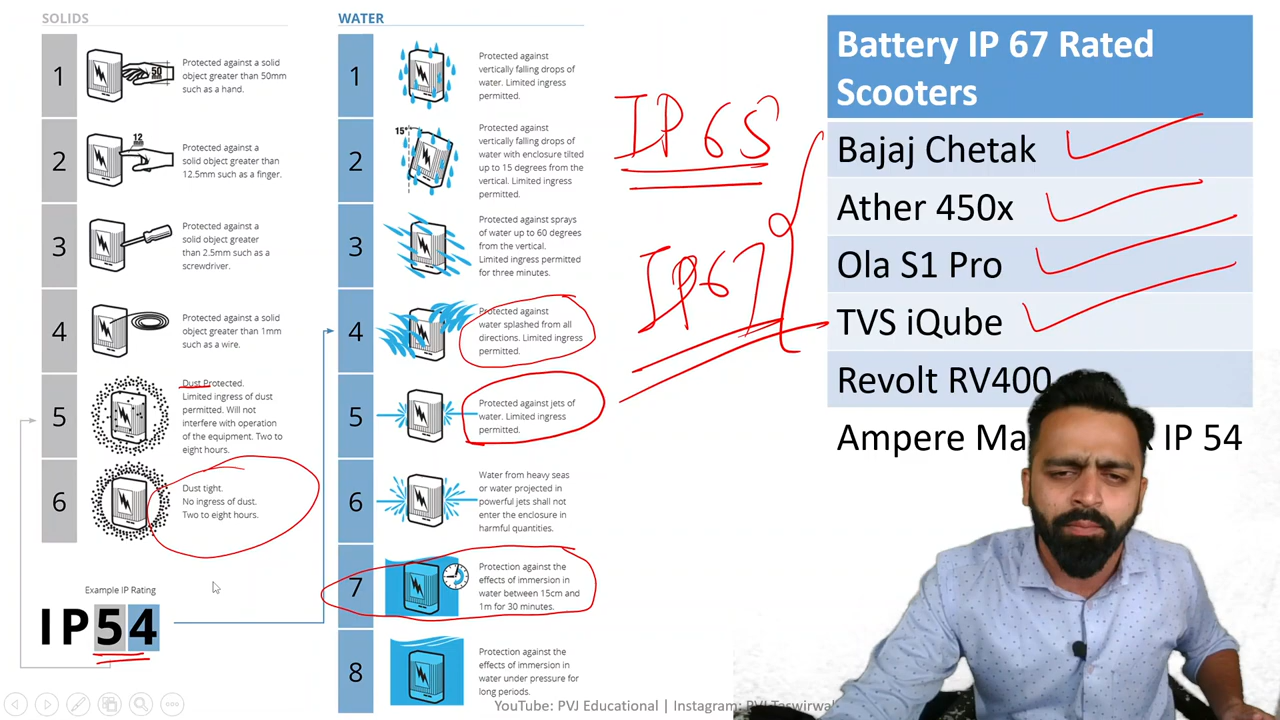 SOLIDS
1
50
Protected against a solid
object greater than 50mm
such as a hand.
2
12
mm
Protected against a
solid object greater than
12.5mm such as a finger.
3
Protected against a
solid object greater
than 2.5mm such as a
screwdriver.
4
Protected against a solid
object greater than 1mm
such as a wire.
5
Dust Protected.
Limited ingress of dust
permitted. Will not
interfere with operation
of the equipment. Two to
eight hours.
6
Dust tight.
No ingress of dust.
Two to eight hours.
Example IP Rating
IP54
WATER
1
Protected against
vertically falling drops of
water. Limited ingress
permitted.
2
15°
Protected against
vertically falling drops of
water with enclosure tilted
up to 15 degrees from the
vertical. Limited ingress
permitted.
3
Protected against sprays
of water up to 60 degrees
from the vertical.
Limited ingress permitted
for three minutes.
4
Protected against
water splashed from all
directions. Limited ingress
permitted.
5
Protected against jets of
water. Limited ingress
permitted.
6
Water from heavy seas
or water projected in
powerful jets shall not
enter the enclosure in
harmful quantities.
7
Protection against the
effects of immersion in
water between 15cm and
1m for 30 minutes.
8
Protection against the
effects of immersion in
water under pressure for
long periods.
IP65
IP67
Battery IP 67 Rated
Scooters
Bajaj Chetak
Ather 450x
Ola S1 Pro
TVS iQube
Revolt RV400
Ampere Ma IP 54
YouTube: PVJ Educational | Instagram: PVJ